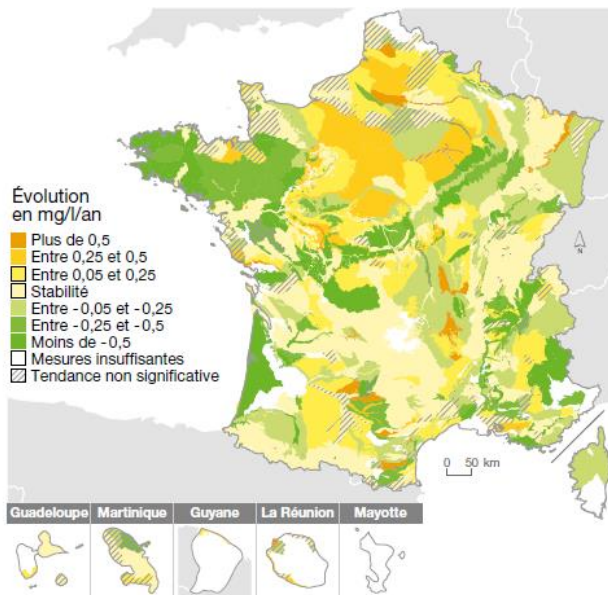 Évolution
en mg/l/an
Plus de 0,5
Entre 0,25 et 0,5
Entre 0,05 et 0,25
Stabilité
Entre -0,05 et -0,25
Entre -0,25 et -0,5
Moins de -0,5
Mesures insuffisantes
Tendance non significative
N
0 50 km
Guadeloupe Martinique Guyane La Réunion Mayotte